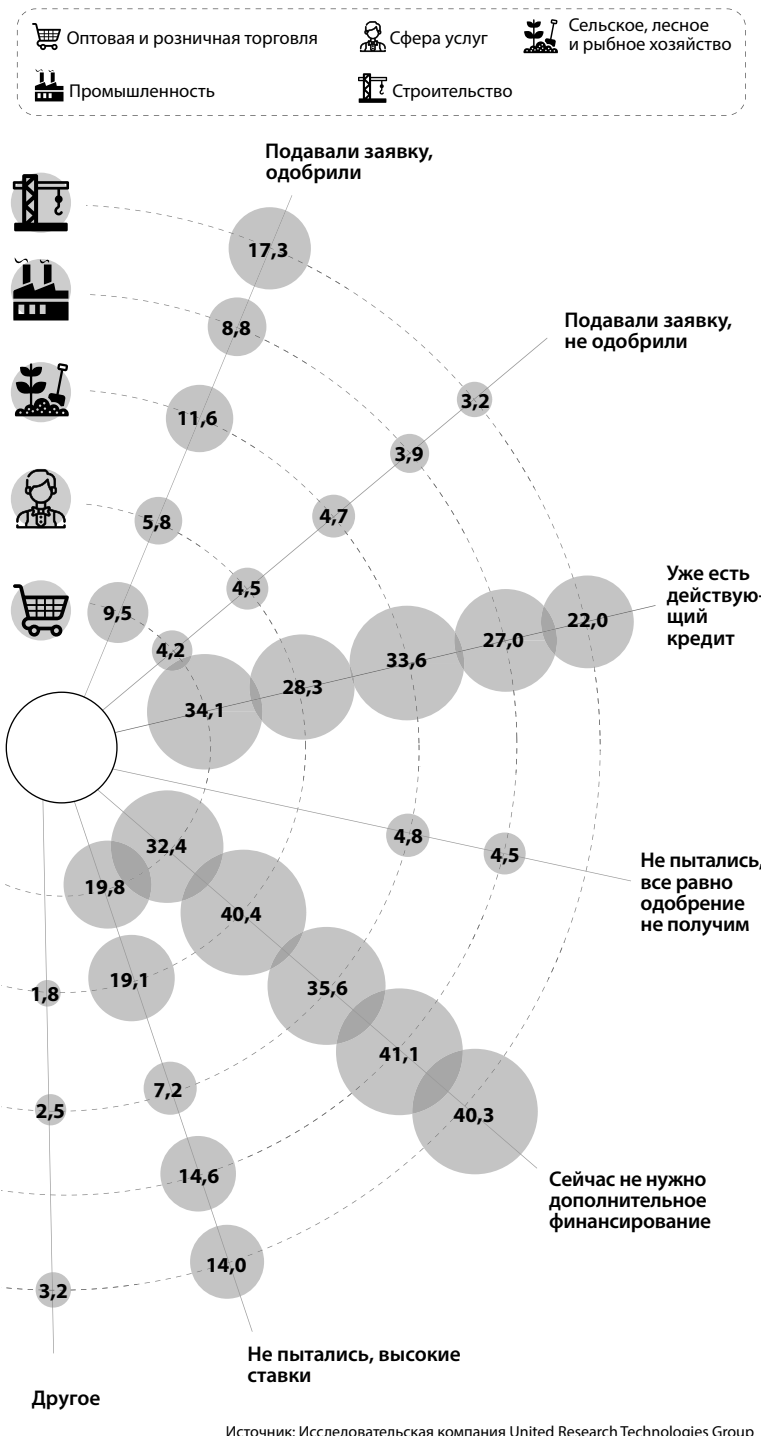 Оптовая и розничная торговля
Сфера услуг
Сельское, лесное
и рыбное хозяйство
Промышленность
Строительство
Подавали заявку,
одобрили
17,3
8,8
11,6
5,8
9,5
Подавали заявку,
не одобрили
3,2
3,9
4,7
4,5
4,2
Уже есть
действую-
щий
кредит
22,0
27,0
33,6
28,3
34,1
4,8
4,5
Не пытались,
все равно
одобрение
не получим
32,4
40,4
35,6
41,1
40,3
Сейчас не нужно
дополнительное
финансирование
19,8
19,1
7,2
14,6
14,0
Не пытались, высокие
ставки
1,8
2,5
3,2
Другое
Источник: Исследовательская компания United Research Technologies Group